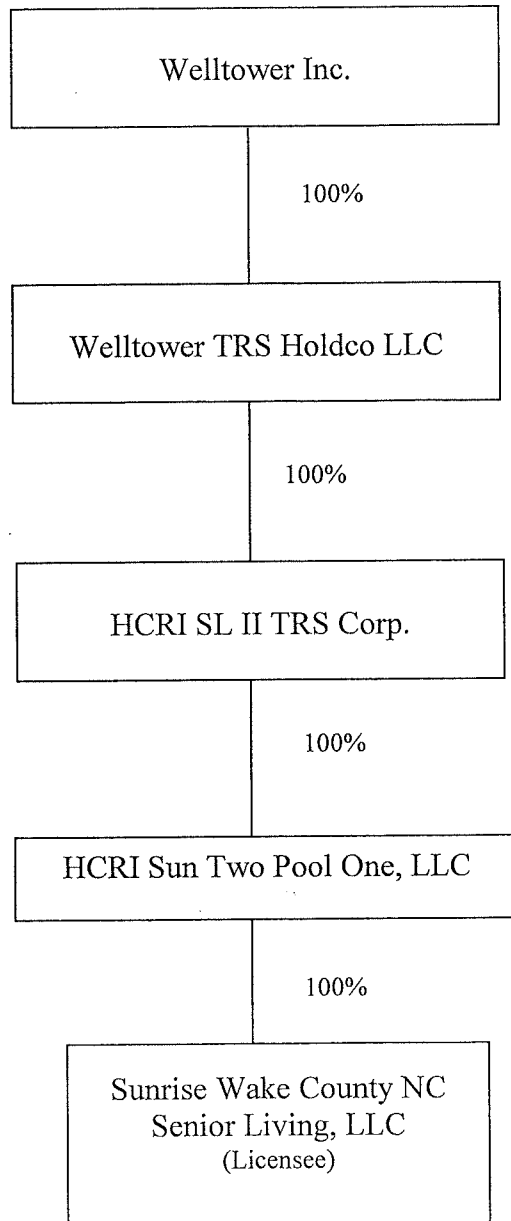 Welltower Inc.
100%
Welltower TRS Holdco LLC
100%
HCRI SL II TRS Corp.
100%
HCRI Sun Two Pool One, LLC
100%
Sunrise Wake County NC
Senior Living, LLC
(Licensee)